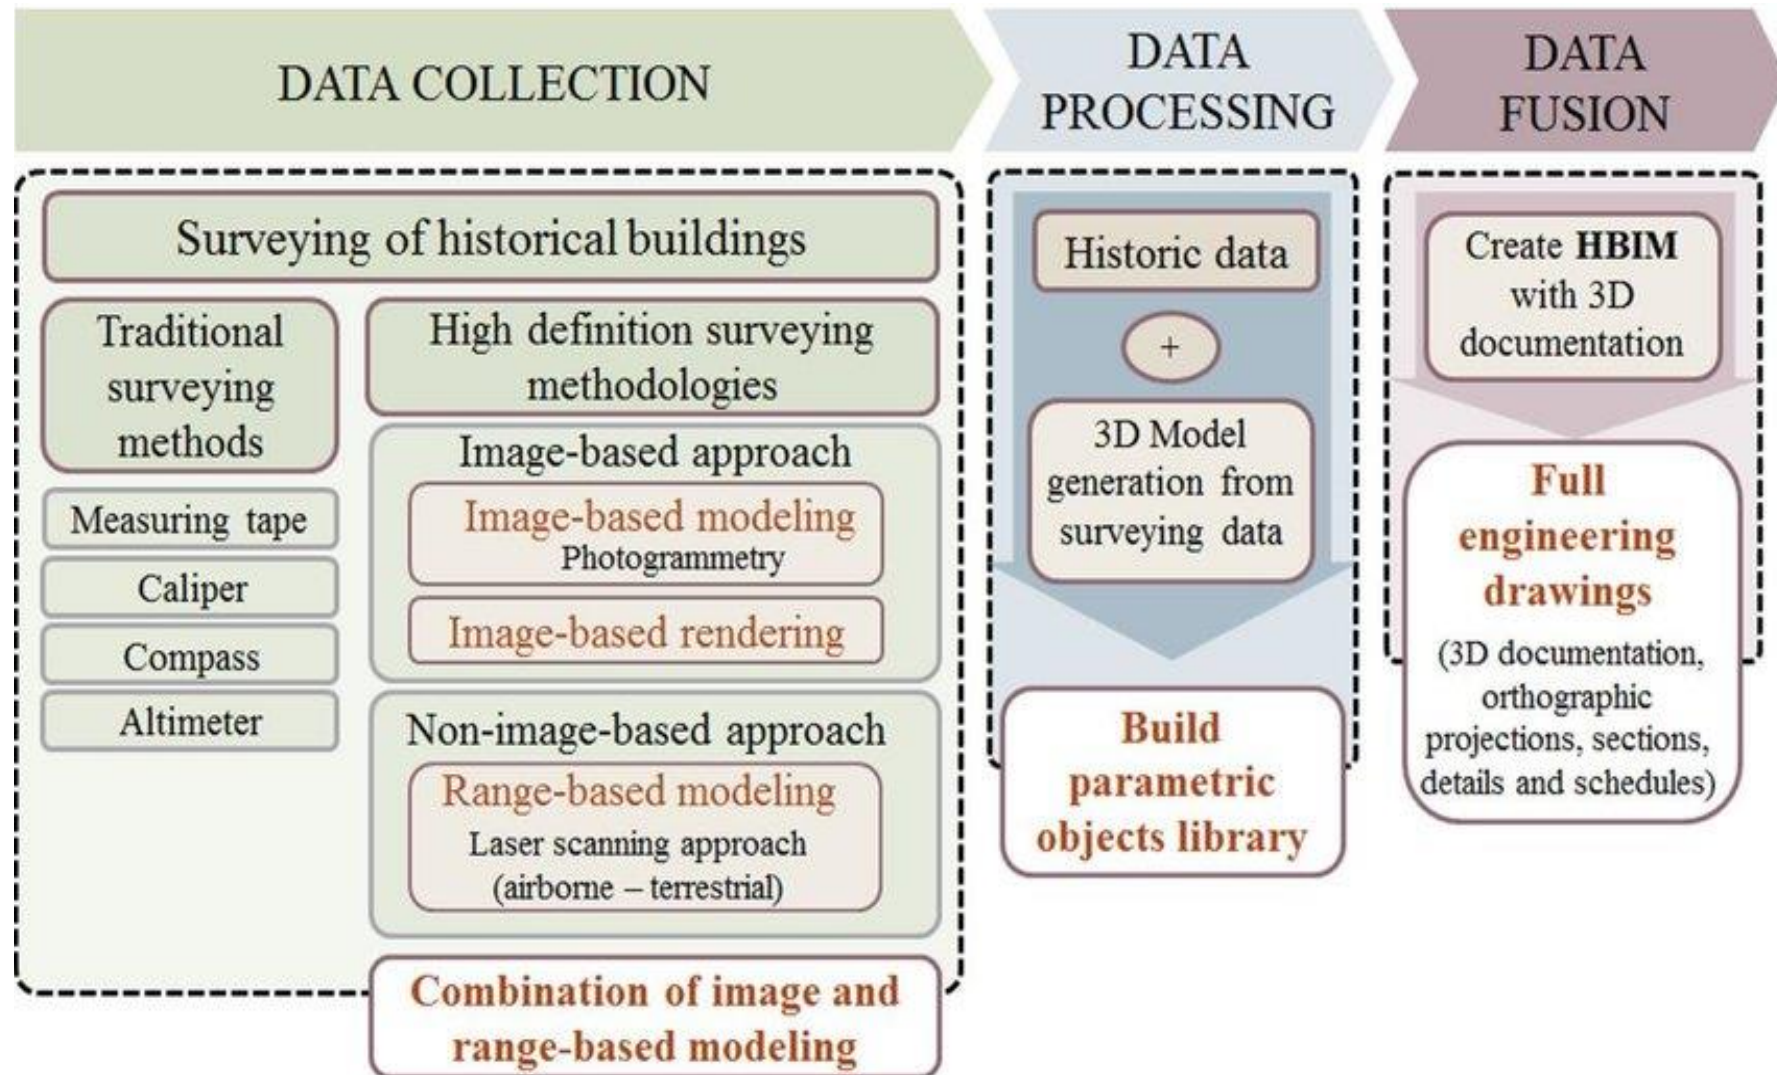 DATA COLLECTION
DATA
PROCESSING
DATA
FUSION
Surveying of historical buildings
Traditional
surveying
methods
Measuring tape
Caliper
Compass
Altimeter
High definition surveying
methodologies
Image-based approach
Image-based modeling
Photogrammetry
Image-based rendering
Non-image-based approach
Range-based modeling
Laser scanning approach
(airborne – terrestrial)
Combination of image and
range-based modeling
Historic data
+
3D Model
generation from
surveying data
Build
parametric
objects library
Create HBIM
with 3D
documentation
Full
engineering
drawings
(3D documentation,
orthographic
projections, sections,
details and schedules)